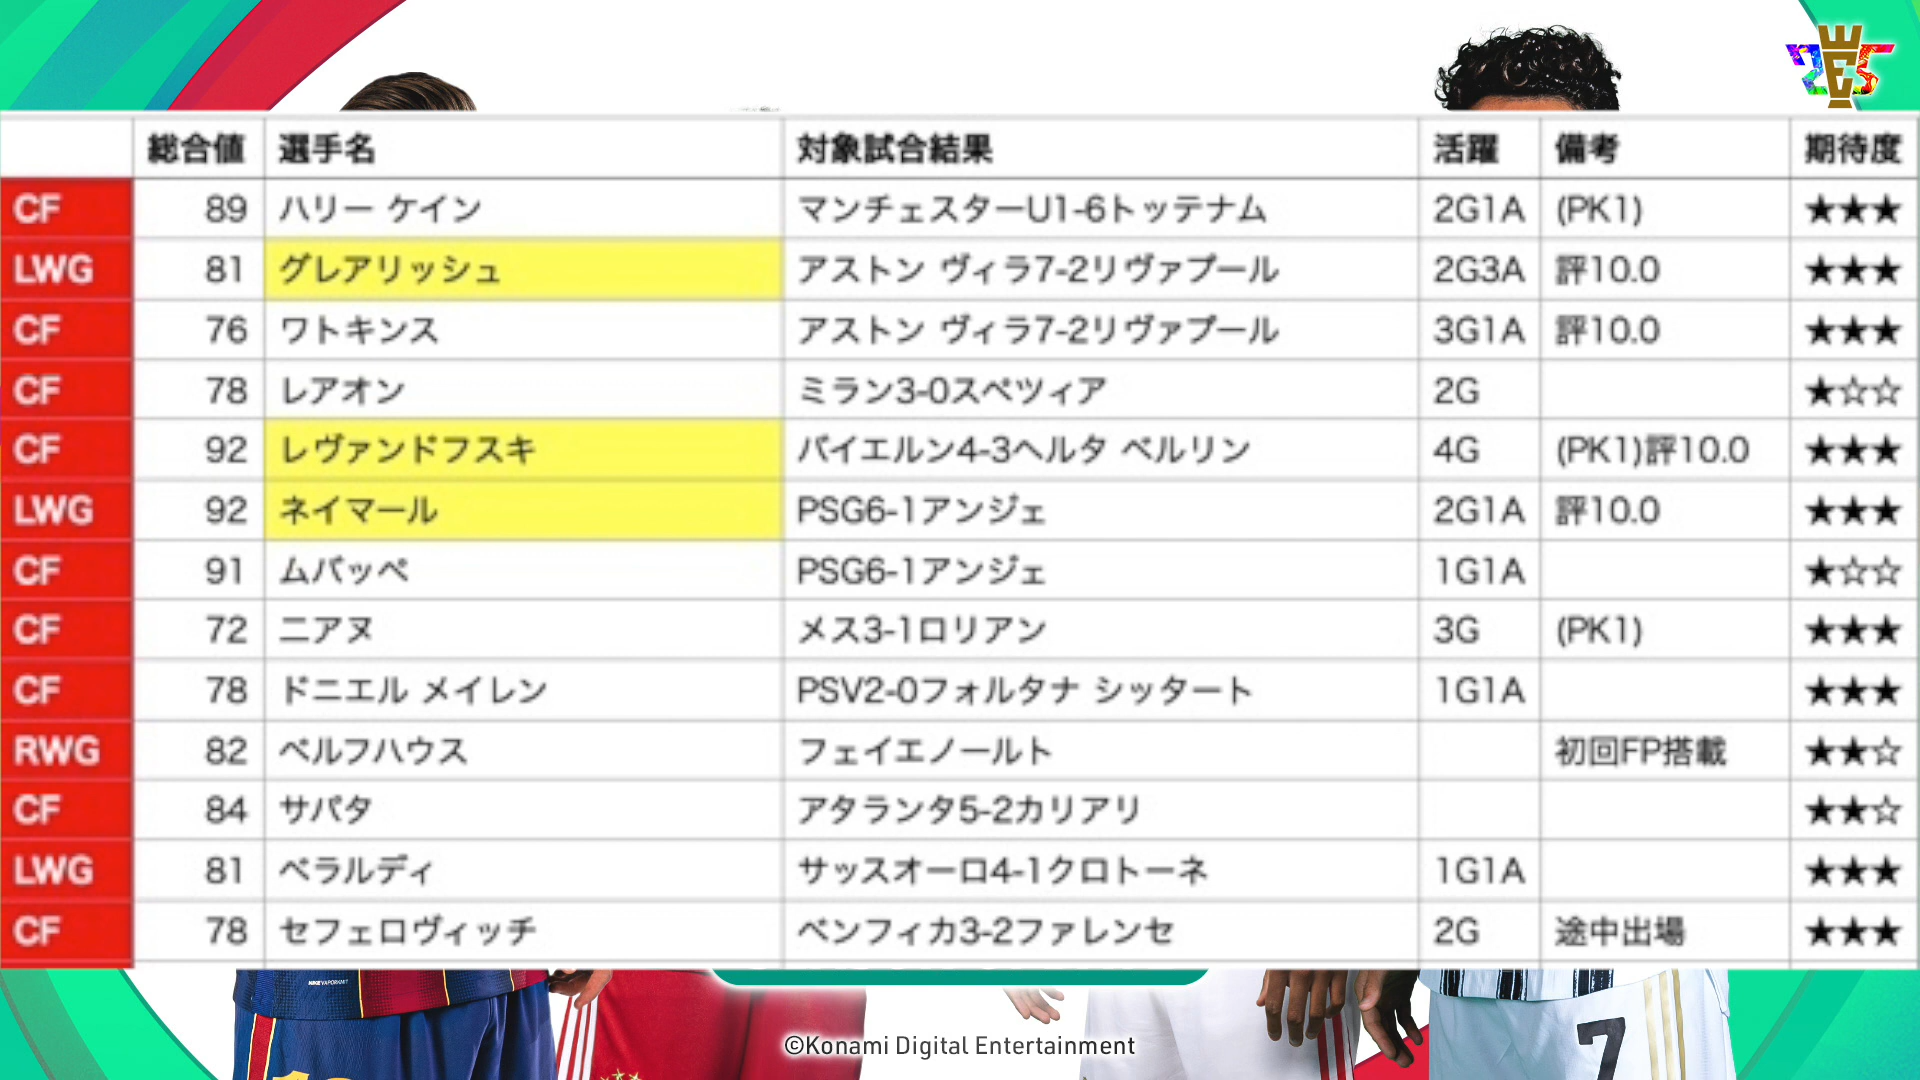 総合値 選手名 対象試合結果 活躍 備考 期待度
CF 89 ハリー ケイン マンチェスターU1-6トッテナム 2G1A (PK1) ★★★
LWG 81 グレアリッシュ アストン ヴィラ7-2リヴァプール 2G3A 評10.0 ★★★
CF 76 ワトキンス アストン ヴィラ7-2リヴァプール 3G1A 評10.0 ★★★
CF 78 レアオン ミラン3-0スペツィア 2G ★☆☆
CF 92 レヴァンドフスキ バイエルン4-3ヘルタ ベルリン 4G (PK1)評10.0 ★★★
LWG 92 ネイマール PSG6-1アンジェ 2G1A 評10.0 ★★★
CF 91 ムバッペ PSG6-1アンジェ 1G1A ★☆☆
CF 72 ニアヌ メス3-1ロリアン 3G (PK1) ★★★
CF 78 ドニエル メイレン PSV2-0フォルタナ シッタート 1G1A ★★★
RWG 82 ベルフハウス フェイエノールト 初回FP搭載 ★★☆
CF 84 サパタ アタランタ5-2カリアリ ★★☆
LWG 81 ベラルディ サッスオーロ4-1クロトーネ 1G1A ★★★
CF 78 セフェロヴィッチ ベンフィカ3-2ファレンセ 2G 途中出場 ★★★
©Konami Digital Entertainment
7